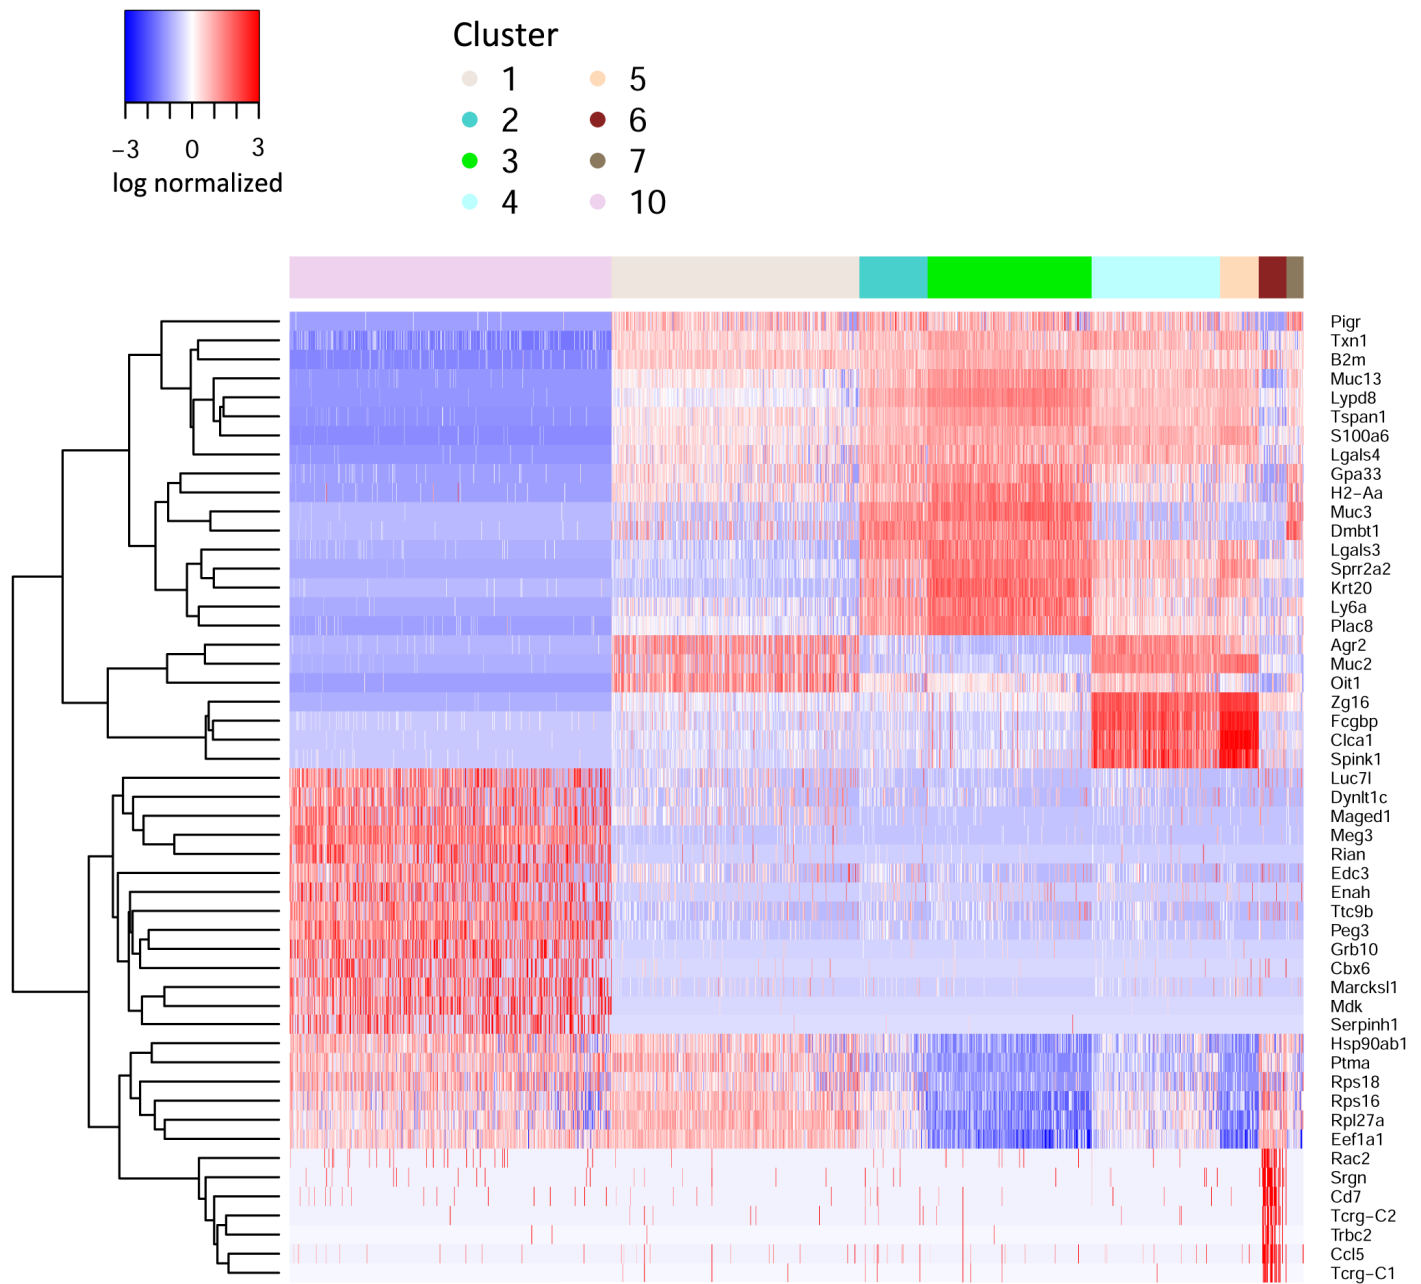 −3 0 3
log normalized
Cluster
1 5
2 6
3 7
4 10
Pigr
Txn1
B2m
Muc13
Lypd8
Tspan1
S100a6
Lgals4
Gpa33
H2−Aa
Muc3
Dmbt1
Lgals3
Sprr2a2
Krt20
Ly6a
Plac8
Agr2
Muc2
Oit1
Zg16
Fcgbp
Clca1
Spink1
Luc7l
Dynlt1c
Maged1
Meg3
Rian
Edc3
Enah
Ttc9b
Peg3
Grb10
Cbx6
Marcksl1
Mdk
Serpinh1
Hsp90ab1
Ptma
Rps18
Rps16
Rpl27a
Eef1a1
Rac2
Srgn
Cd7
Tcrg−C2
Trbc2
Ccl5
Tcrg−C1